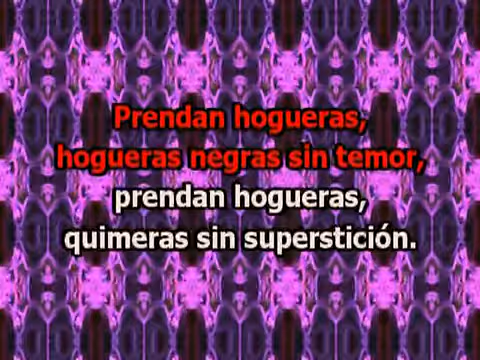 Prendan hogueras,
hogueras negras sin temor,
prendan hogueras,
quimeras sin superstición.